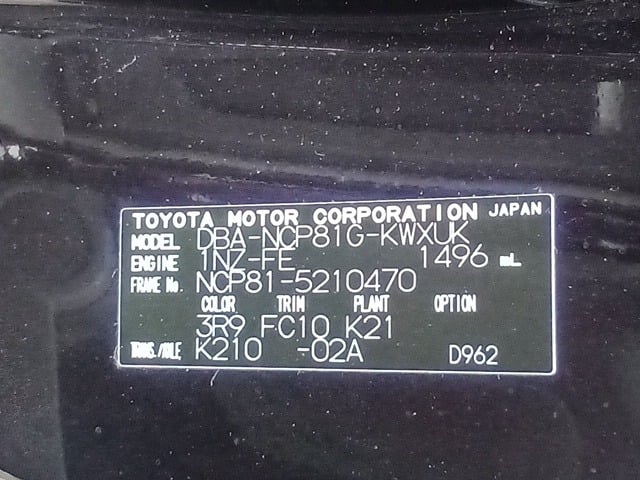 TOYOTA MOTOR CORPORATION JAPAN
MODEL DBA-NCP81G-KWXUK
ENGINE 1NZ-FE 1496 mL
FRAME No. NCP81-5210470
COLOR TRIM PLANT OPTION
3R9 FC10 K21
TRANS./AXLE K210 -02A D962